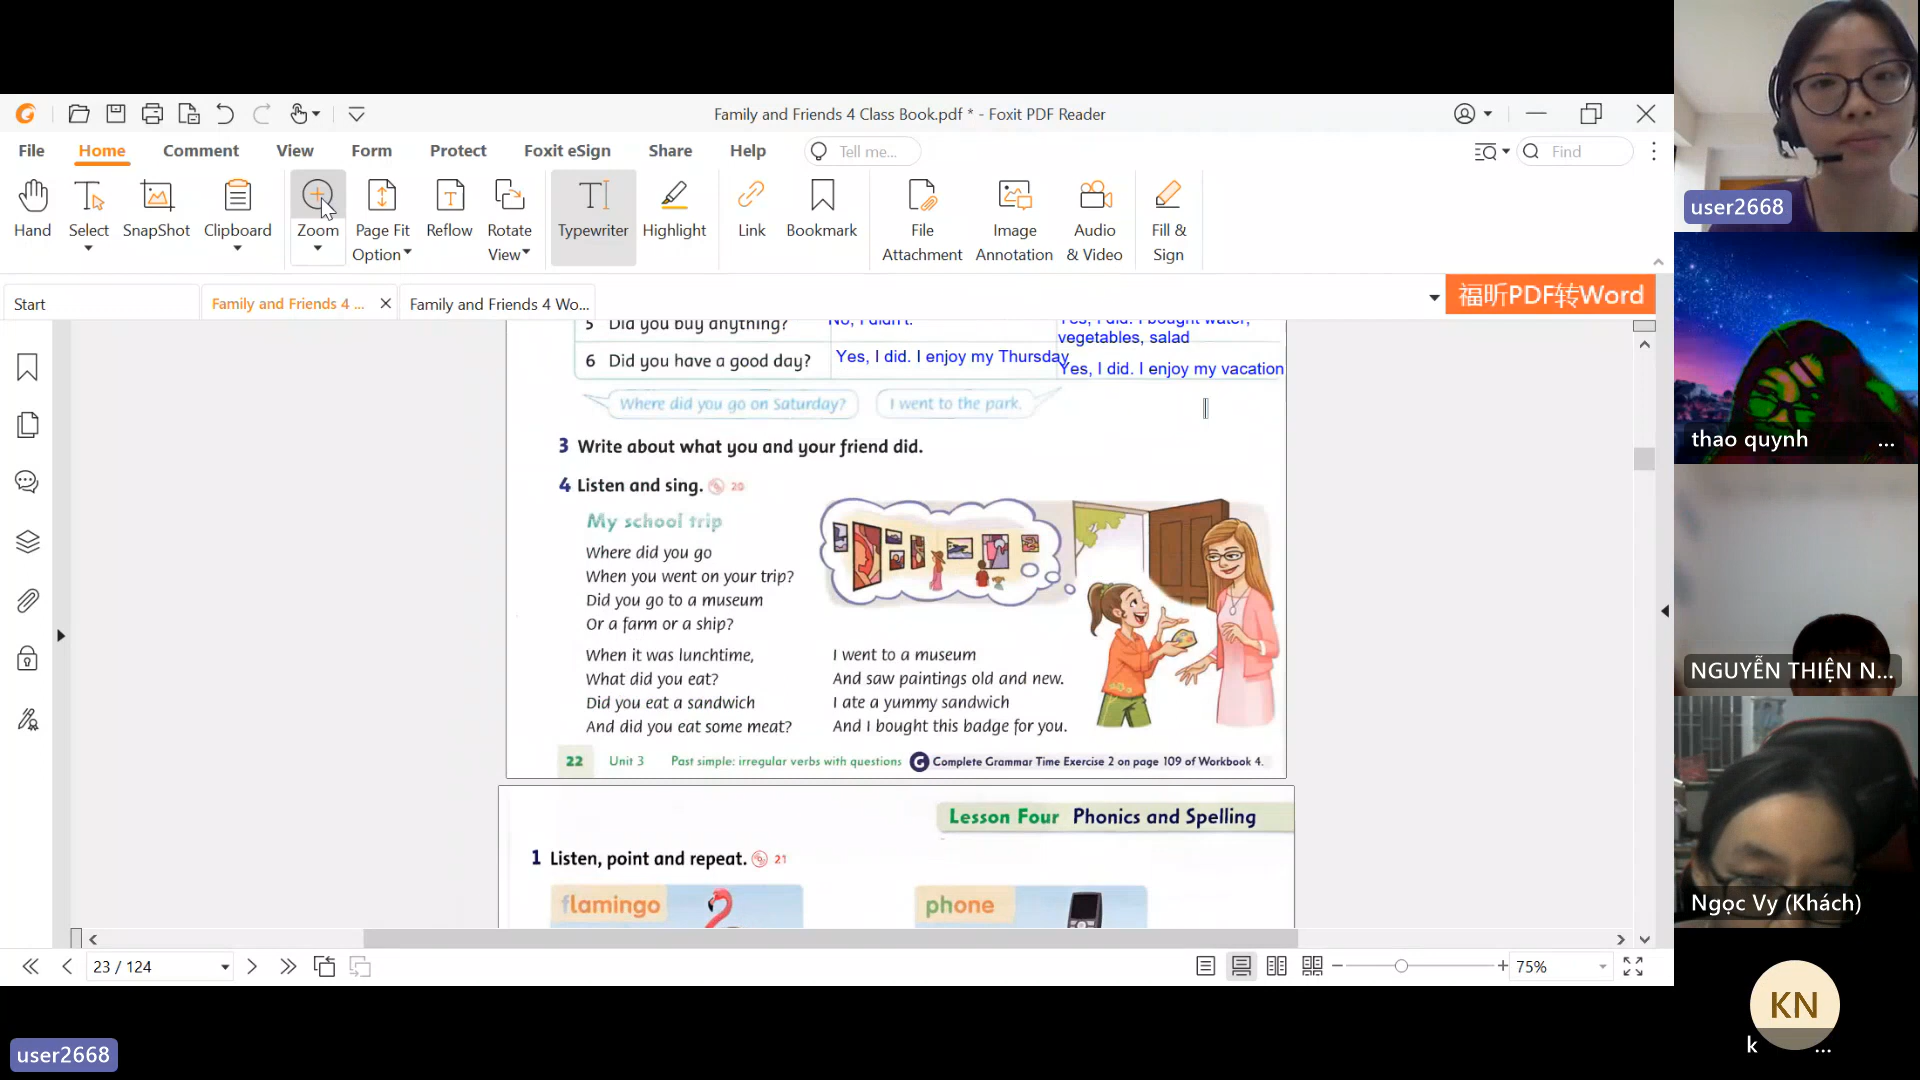 Family and Friends 4 Class Book.pdf * - Foxit PDF Reader
File Home Comment View Form Protect Foxit eSign Share Help Tell me... Find
Hand Select SnapShot Clipboard Zoom Page Fit Option Reflow Rotate View Typewriter Highlight Link Bookmark File Attachment Image Annotation Audio & Video Fill & Sign
Start Family and Friends 4 ... Family and Friends 4 Wo...
福昕PDF转Word
5 Did you buy anything? No, I didn't. Yes, I did. I bought water,
vegetables, salad
6 Did you have a good day? Yes, I did. I enjoy my Thursday
Yes, I did. I enjoy my vacation
Where did you go on Saturday? I went to the park.
3 Write about what you and your friend did.
4 Listen and sing. 20
My school trip
Where did you go
When you went on your trip?
Did you go to a museum
Or a farm or a ship?
When it was lunchtime,
What did you eat?
Did you eat a sandwich
And did you eat some meat?
I went to a museum
And saw paintings old and new.
I ate a yummy sandwich
And I bought this badge for you.
22 Unit 3 Past simple: irregular verbs with questions G Complete Grammar Time Exercise 2 on page 109 of Workbook 4.
Lesson Four Phonics and Spelling
1 Listen, point and repeat. 21
flamingo phone
23 / 124
75%
user2668
thao quynh ...
NGUYỄN THIỆN N...
Ngọc Vy (Khách)
KN
k ...
user2668